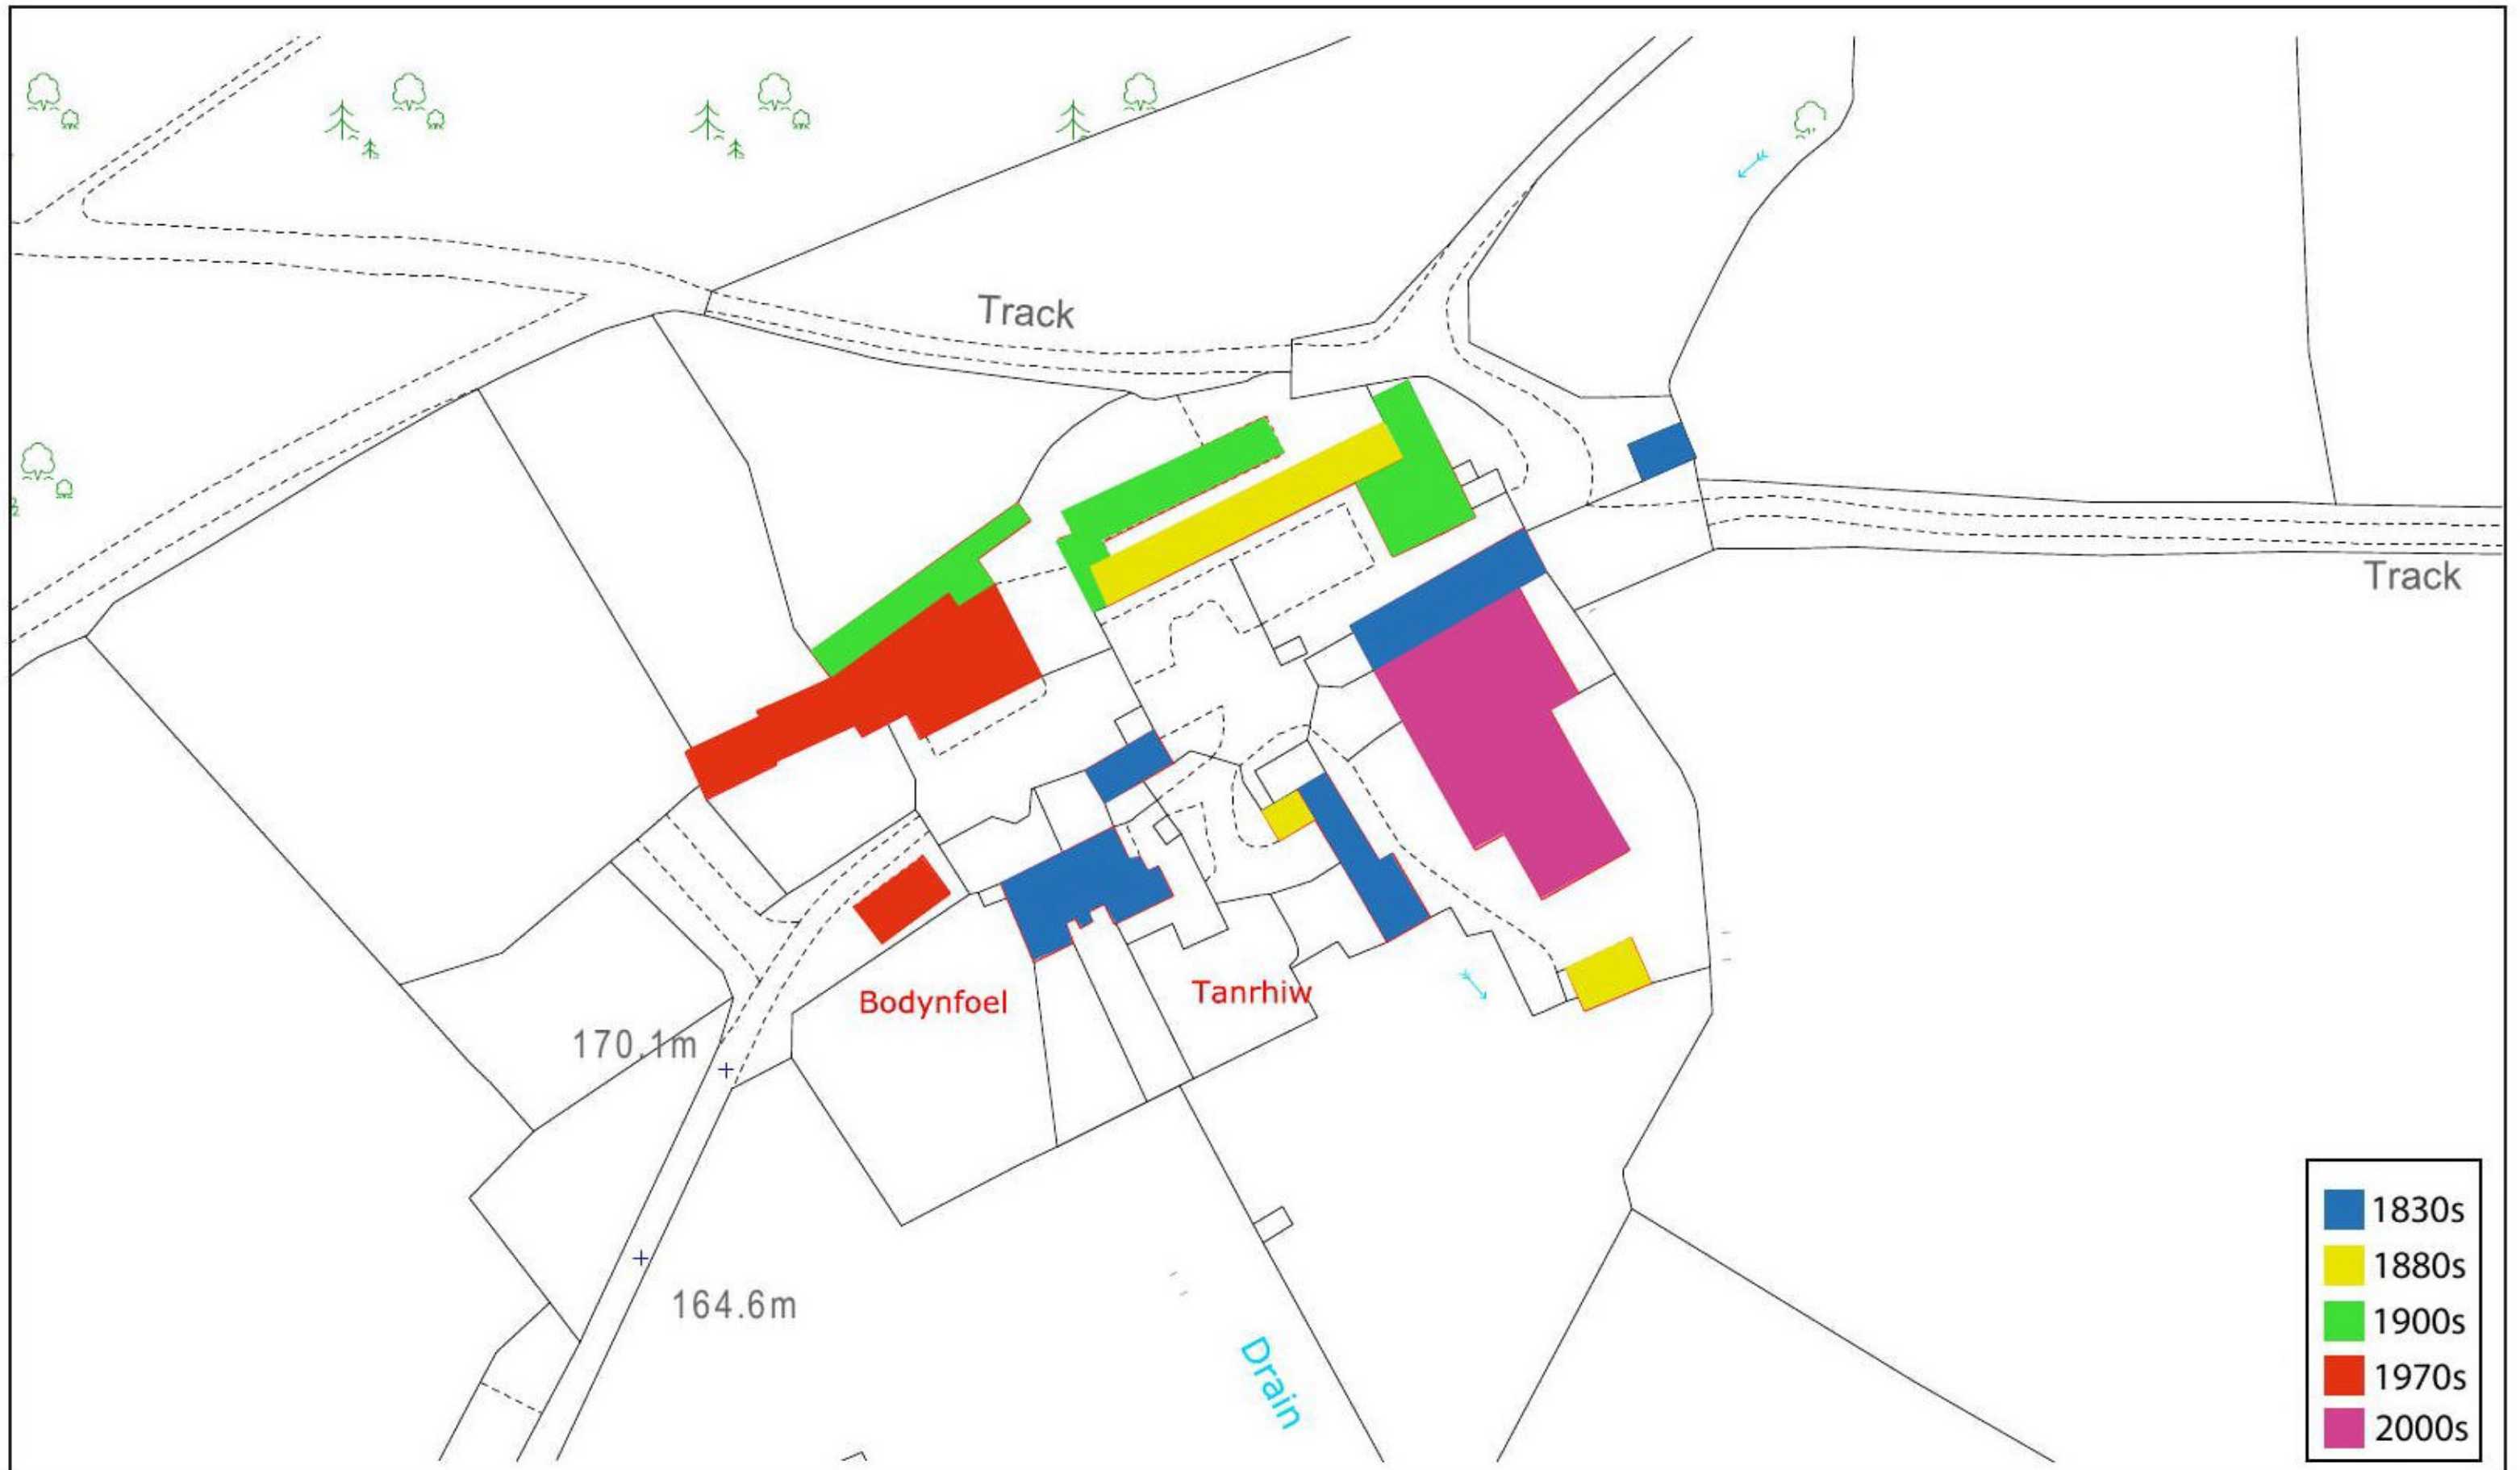 Track
Track
Bodynfoel
Tanrhiw
170.1m
164.6m
Drain
1830s
1880s
1900s
1970s
2000s